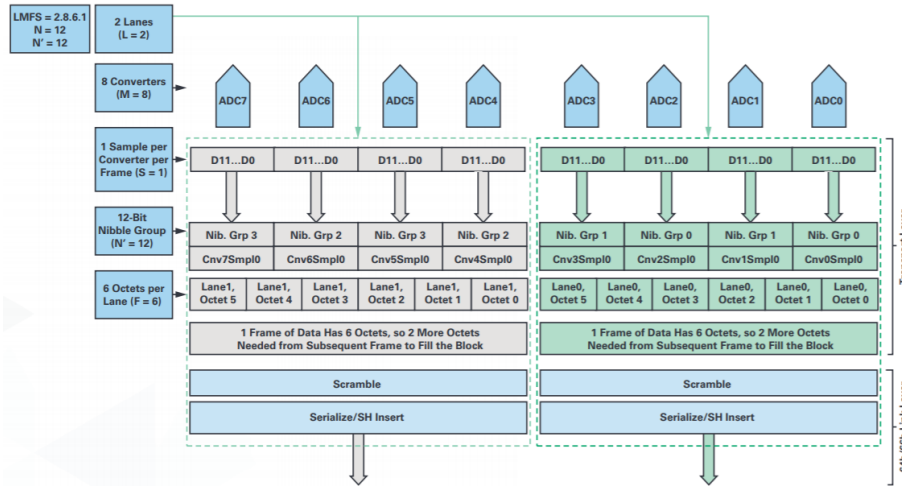 LMFS = 2.8.6.1
N = 12
N' = 12
2 Lanes
(L = 2)
8 Converters
(M = 8)
ADC7
ADC6
ADC5
ADC4
ADC3
ADC2
ADC1
ADC0
1 Sample per
Converter per
Frame (S = 1)
D11...D0
D11...D0
D11...D0
D11...D0
D11...D0
D11...D0
D11...D0
D11...D0
12-Bit
Nibble Group
(N' = 12)
Nib. Grp 3
Nib. Grp 2
Nib. Grp 3
Nib. Grp 2
Nib. Grp 1
Nib. Grp 0
Nib. Grp 1
Nib. Grp 0
Cnv7Smpl0
Cnv6Smpl0
Cnv5Smpl0
Cnv4Smpl0
Cnv3Smpl0
Cnv2Smpl0
Cnv1Smpl0
Cnv0Smpl0
6 Octets per
Lane (F = 6)
Lane1,
Octet 5
Lane1,
Octet 4
Lane1,
Octet 3
Lane1,
Octet 2
Lane1,
Octet 1
Lane1,
Octet 0
Lane0,
Octet 5
Lane0,
Octet 4
Lane0,
Octet 3
Lane0,
Octet 2
Lane0,
Octet 1
Lane0,
Octet 0
1 Frame of Data Has 6 Octets, so 2 More Octets
Needed from Subsequent Frame to Fill the Block
1 Frame of Data Has 6 Octets, so 2 More Octets
Needed from Subsequent Frame to Fill the Block
Scramble
Scramble
Serialize/SH Insert
Serialize/SH Insert